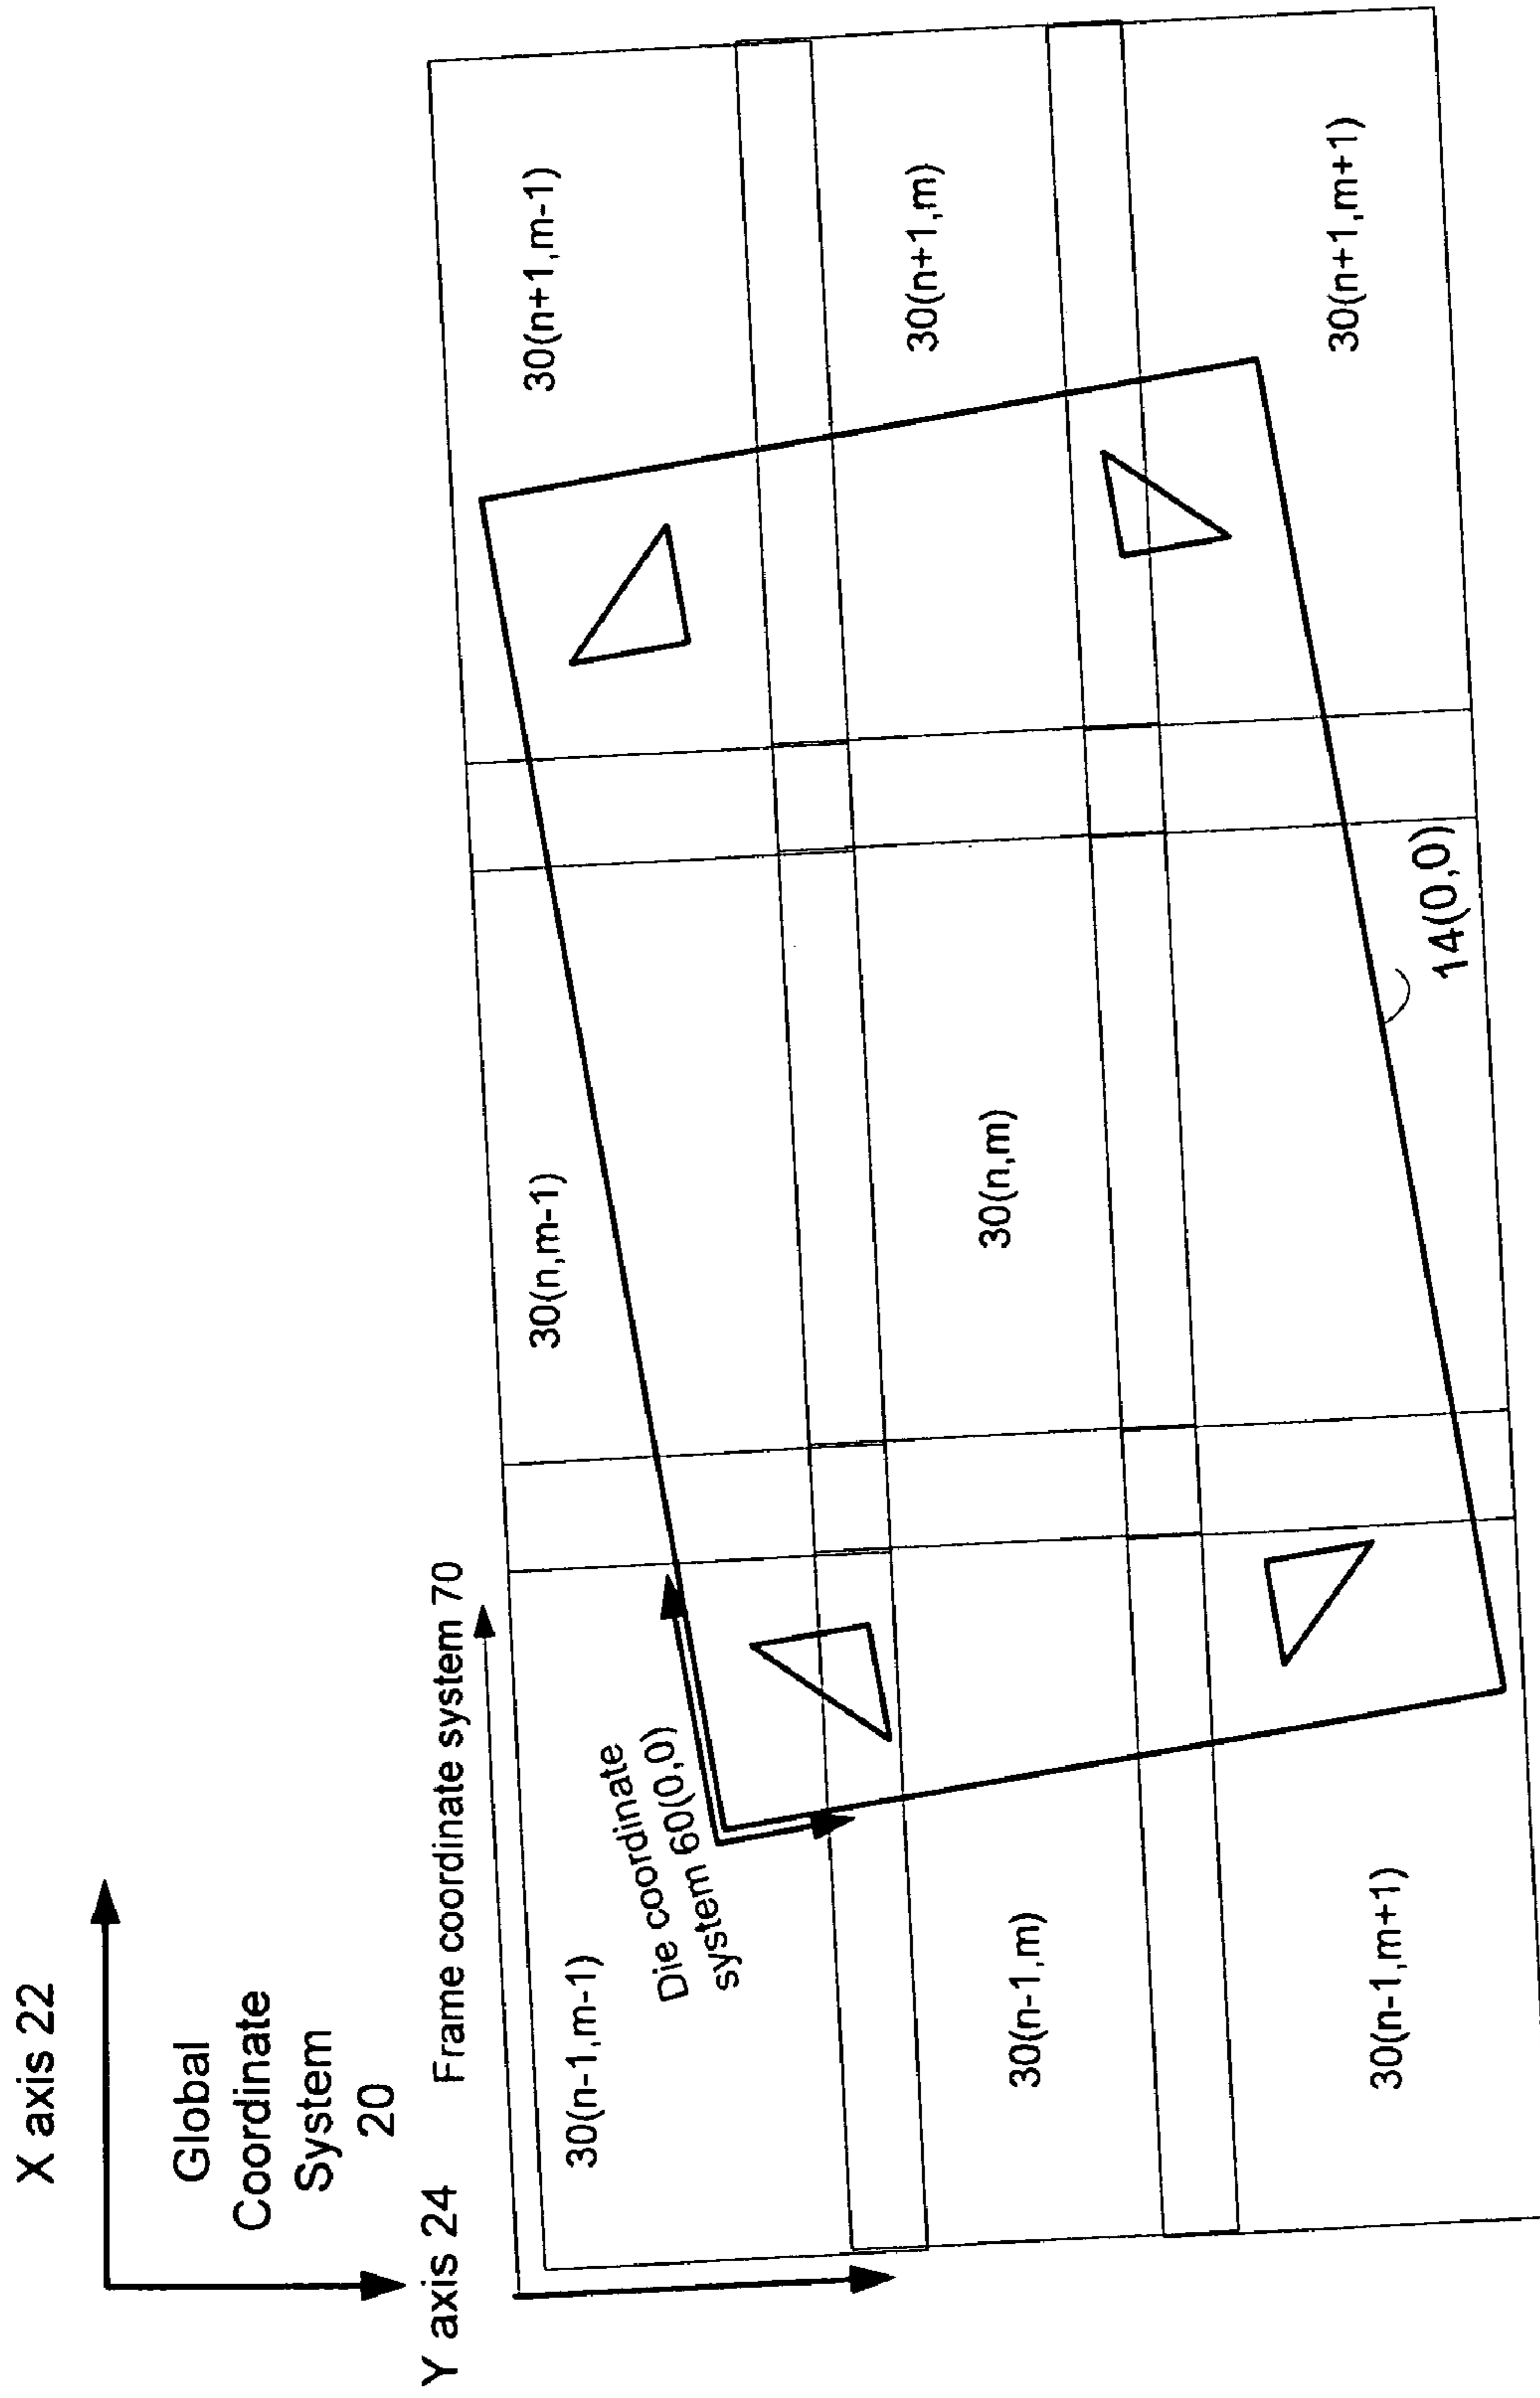 X axis 22
Global
Coordinate
System
20
Y axis 24
Frame coordinate system 70
Die coordinate
system 60(0,0)
30(n-1,m-1)
30(n,m-1)
30(n+1,m-1)
30(n-1,m)
30(n,m)
30(n+1,m)
30(n-1,m+1)
14(0,0)
30(n+1,m+1)